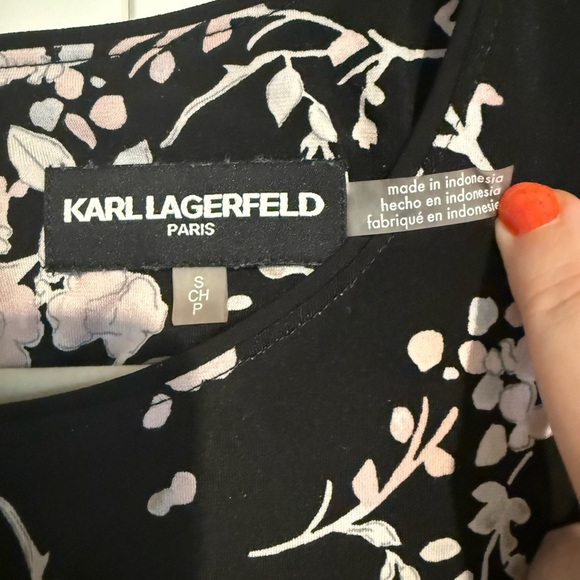 KARL LAGERFELD
PARIS
S
CH
P
made in indonesia
hecho en indonesia
fabriqué en indonesie